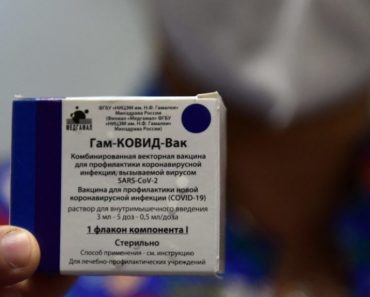 ФГБУ «НИЦЭМ им. Н.Ф. Гамалеи»
Минздрава России
(Филиал «Медгамал» ФГБУ
«НИЦЭМ им. Н.Ф. Гамалеи»
Минздрава России)
МЕДГАМАЛ
Гам-КОВИД-Вак
Комбинированная векторная вакцина
для профилактики коронавирусной
инфекции, вызываемой вирусом
SARS-CoV-2
Вакцина для профилактики новой
коронавирусной инфекции (COVID-19)
раствор для внутримышечного введения
3 мл - 5 доз - 0,5 мл/доза
1 флакон компонента I
Стерильно
Способ применения - см. инструкцию
Для лечебно-профилактических учреждений